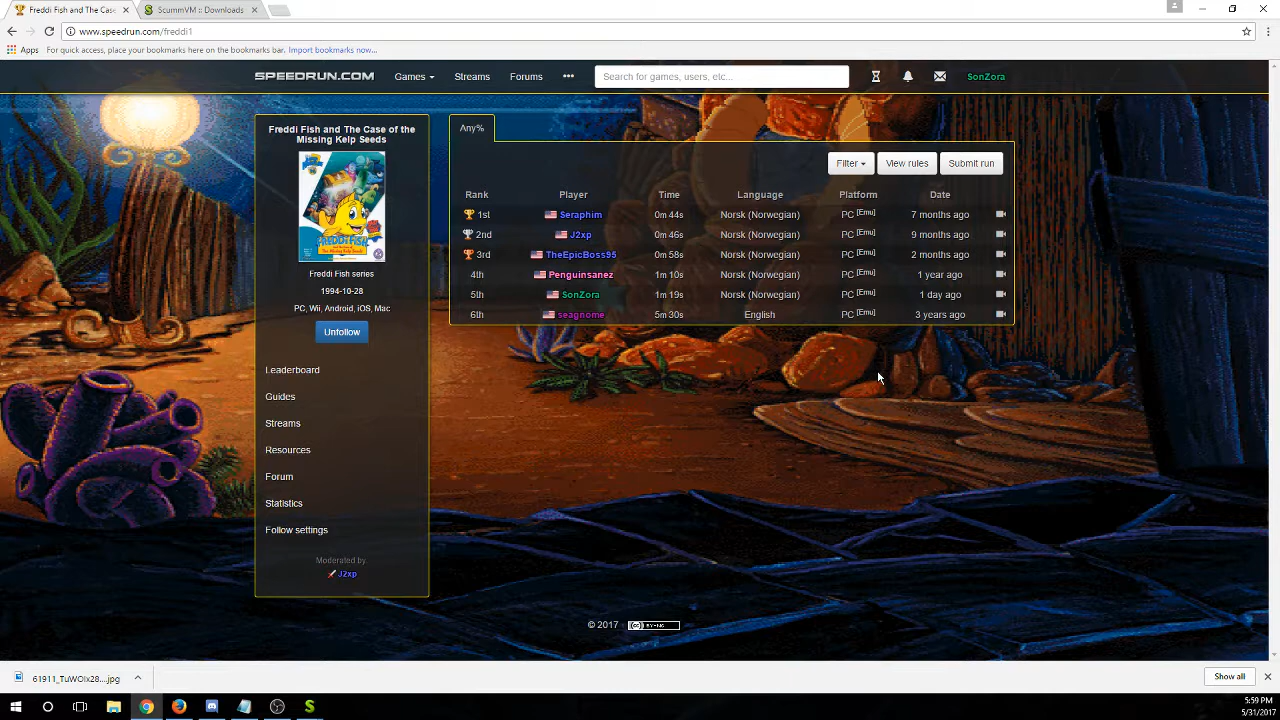 Freddi Fish and The Case
ScummVM :: Downloads
www.speedrun.com/freddi1
Apps
For quick access, place your bookmarks here on the bookmarks bar. Import bookmarks now...
SPEEDRUN.COM
Games
Streams
Forums
•••
Search for games, users, etc...
SonZora
Freddi Fish and The Case of the
Missing Kelp Seeds
FREDDI FISH
Freddi Fish series
1994-10-28
PC, Wii, Android, iOS, Mac
Unfollow
Leaderboard
Guides
Streams
Resources
Forum
Statistics
Follow settings
Moderated by
J2xp
Any%
Filter
View rules
Submit run
Rank Player Time Language Platform Date
1st Seraphim 0m 44s Norsk (Norwegian) PC [Emu] 7 months ago
2nd J2xp 0m 46s Norsk (Norwegian) PC [Emu] 9 months ago
3rd TheEpicBoss95 0m 58s Norsk (Norwegian) PC [Emu] 2 months ago
4th Penguinsanez 1m 10s Norsk (Norwegian) PC [Emu] 1 year ago
5th SonZora 1m 19s Norsk (Norwegian) PC [Emu] 1 day ago
6th seagnome 5m 30s English PC [Emu] 3 years ago
© 2017
(cc) BY-NC
61911_TuWOIx28....jpg
Show all
5:59 PM
5/31/2017